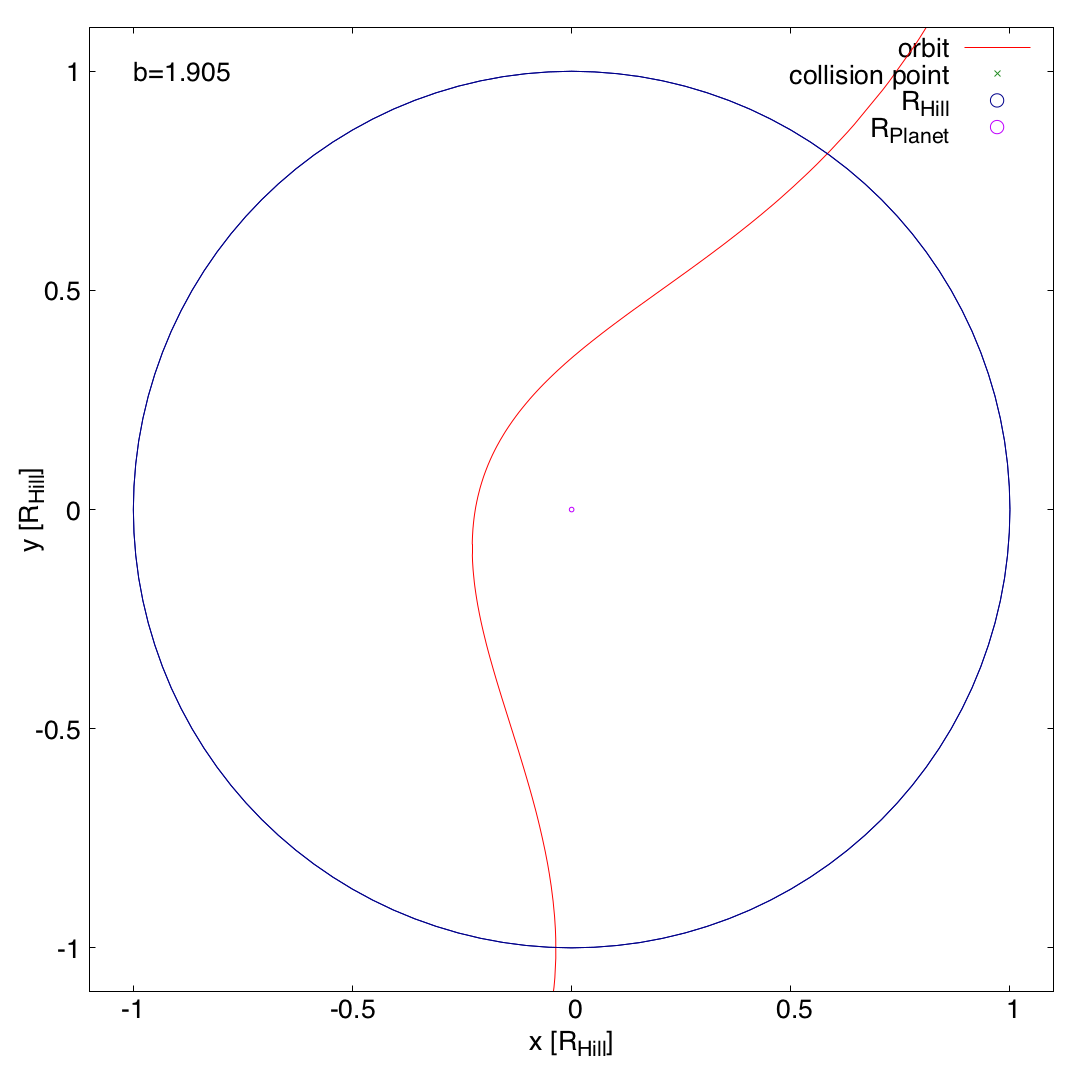 b=1.905
orbit
collision point
R_Hill
R_Planet
1
0.5
0
-0.5
-1
y [R_Hill]
-1 -0.5 0 0.5 1
x [R_Hill]